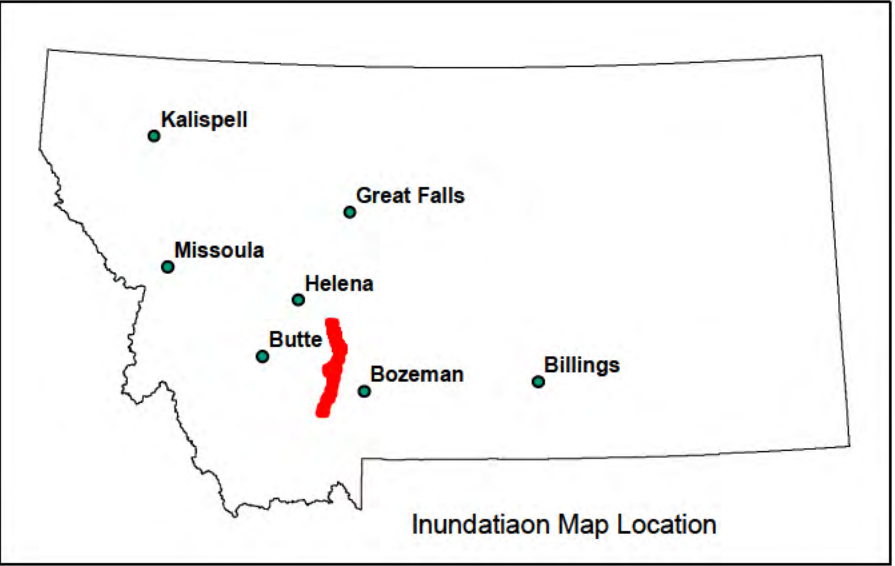 Kalispell
Great Falls
Missoula
Helena
Butte
Bozeman
Billings
Inundatiaon Map Location